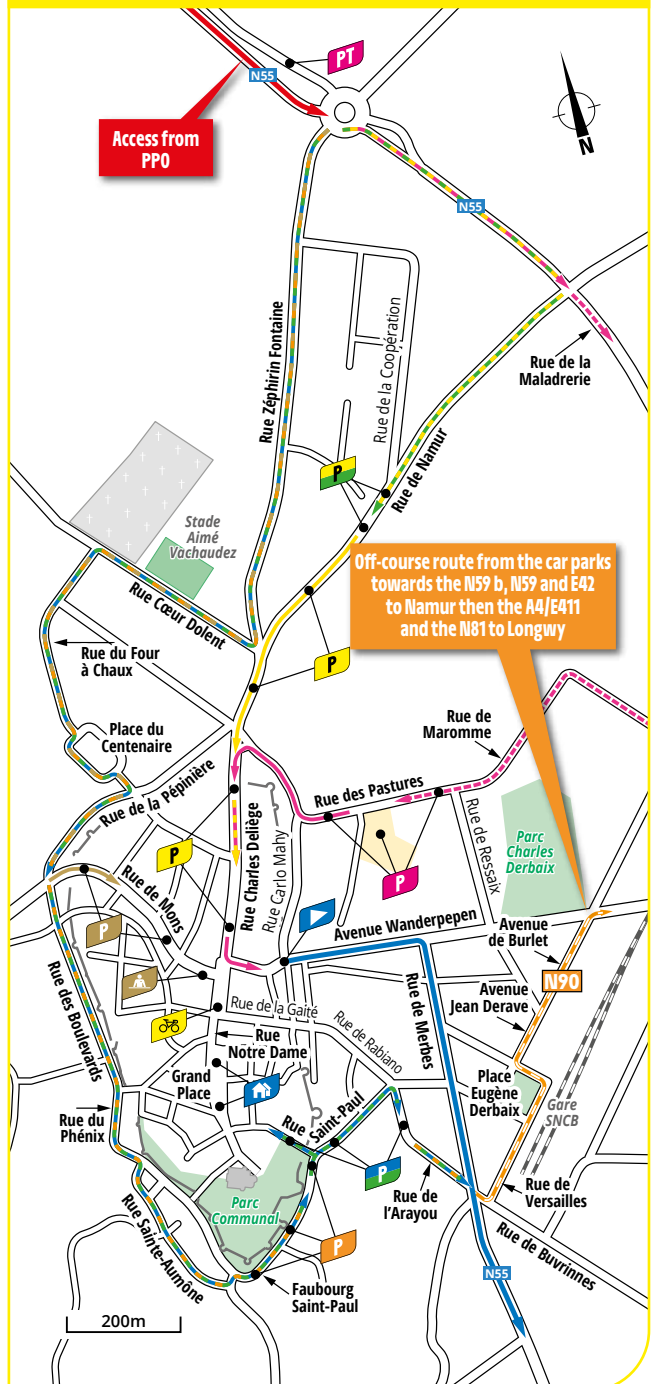 PT
N55
Access from
PPO
N
N55
Rue de la
Maladrerie
Rue Zéphirin Fontaine
Rue de la Coopération
P
Rue de Namur
Stade
Aimé
Vachaudez
Rue Cœur Dolent
Off-course route from the car parks
towards the N59 b, N59 and E42
to Namur then the A4/E411
and the N81 to Longwy
Rue du Four
à Chaux
P
Place du
Centenaire
Rue de
Maromme
Rue de la Pépinière
Rue des Pastures
Rue Charles Deliège
Rue Carlo Mahy
Rue de Ressaix
Parc
Charles
Derbaix
P
P
Rue de Mons
P
Avenue Wanderpepen
Avenue
de Burlet
N90
Avenue
Jean Derave
Rue des Boulevards
Rue de la Gaité
Rue de Rabiano
Rue de Merbes
Rue
Notre Dame
Grand
Place
Place
Eugène
Derbaix
Gare
SNCB
Rue du
Phénix
Rue Saint-Paul
P
Rue de
l'Arayou
Rue de
Versailles
Parc
Communal
Rue Sainte-Aumône
P
Rue de Buvrinnes
N55
Faubourg
Saint-Paul
200m